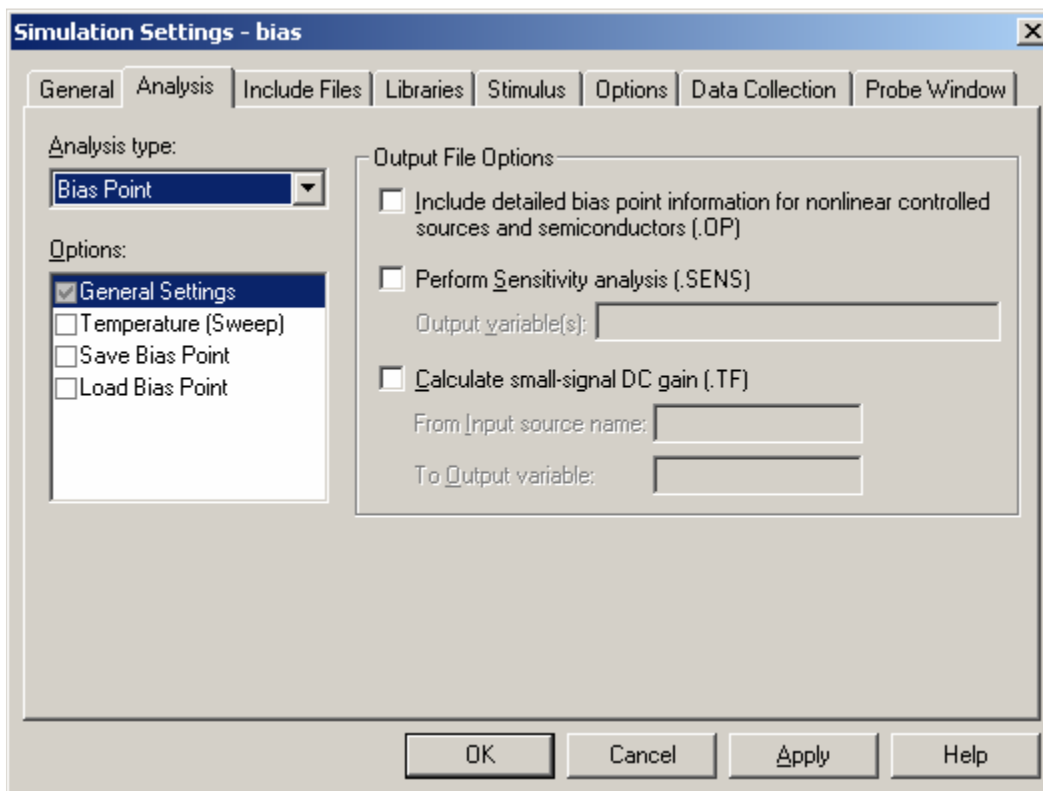 Simulation Settings - bias
General Analysis Include Files Libraries Stimulus Options Data Collection Probe Window
Analysis type:
Bias Point
Options:
General Settings
Temperature (Sweep)
Save Bias Point
Load Bias Point
Output File Options
Include detailed bias point information for nonlinear controlled
sources and semiconductors (.OP)
Perform Sensitivity analysis (.SENS)
Output variable(s):
Calculate small-signal DC gain (.TF)
From Input source name:
To Output variable:
OK Cancel Apply Help